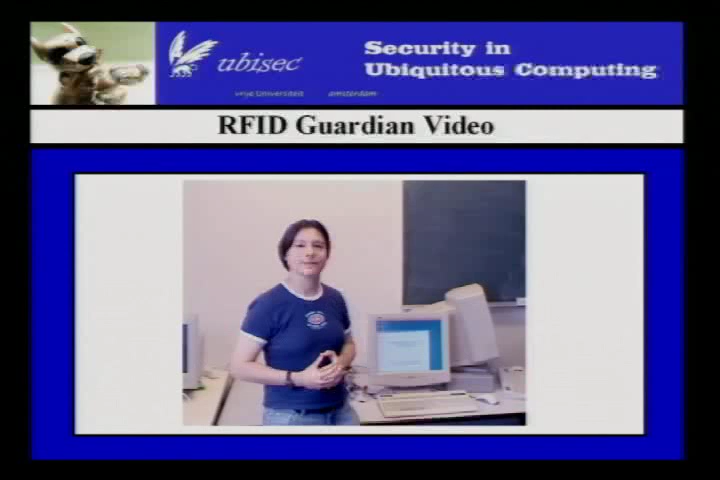 ubisec
vrije Universiteit amsterdam
Security in
Ubiquitous Computing
RFID Guardian Video